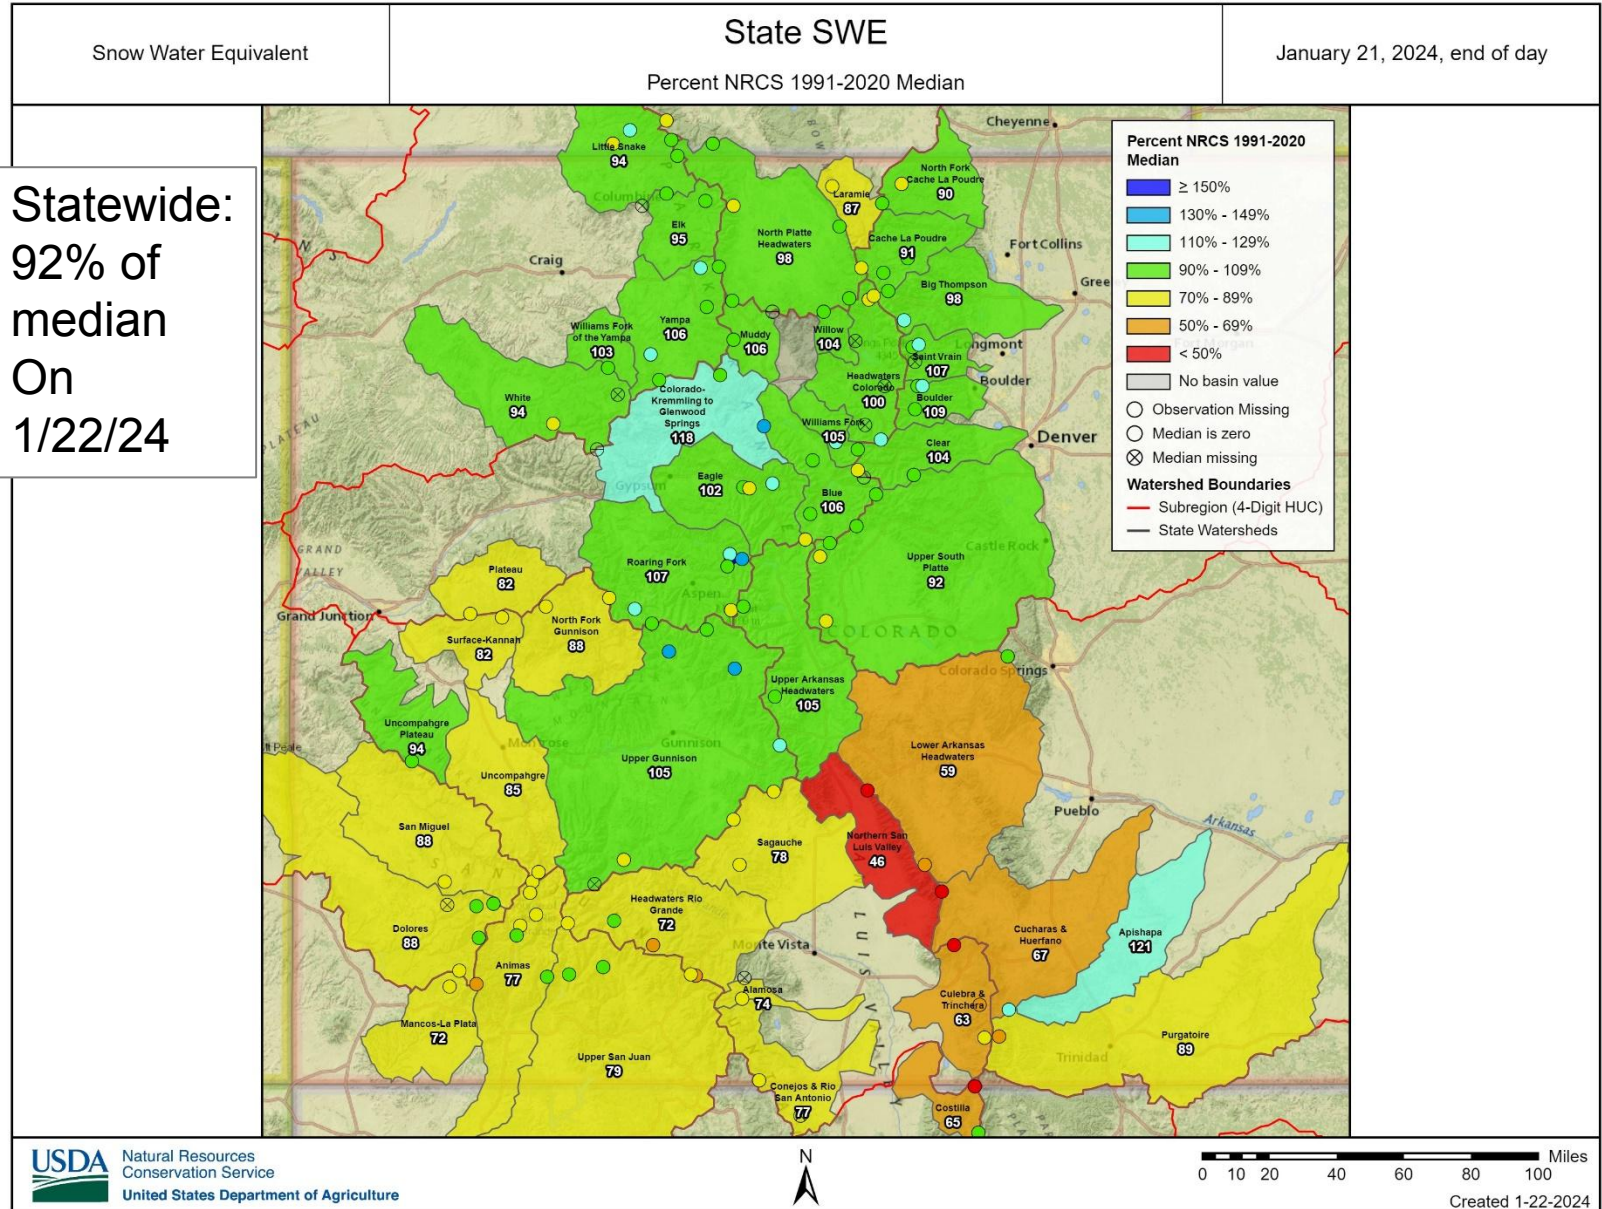 Snow Water Equivalent
State SWE
Percent NRCS 1991-2020 Median
January 21, 2024, end of day
Statewide:
92% of
median
On
1/22/24
Percent NRCS 1991-2020
Median
≥ 150%
130% - 149%
110% - 129%
90% - 109%
70% - 89%
50% - 69%
< 50%
No basin value
Observation Missing
Median is zero
Median missing
Watershed Boundaries
Subregion (4-Digit HUC)
State Watersheds
Cheyenne
Little Snake
94
Laramie
87
North Fork
Cache La Poudre
90
Elk
95
North Platte
Headwaters
98
Cache La Poudre
91
Fort Collins
Craig
Big Thompson
98
Williams Fork
of the Yampa
103
Yampa
106
Muddy
106
Willow
104
Saint Vrain
107
Longmont
Headwaters
Colorado
100
Boulder
109
Boulder
White
94
Colorado-
Kremmling to
Glenwood
Springs
118
Williams Fork
105
Clear
104
Denver
PLATEAU
Gypsum
Eagle
102
Blue
106
GRAND
VALLEY
Plateau
82
Roaring Fork
107
Aspen
Upper South
Platte
92
Castle Rock
Grand Junction
Surface-Kannah
82
North Fork
Gunnison
88
COLORADO
Colorado Springs
Upper Arkansas
Headwaters
105
Uncompahgre
Plateau
94
Gunnison
Upper Gunnison
105
Lower Arkansas
Headwaters
59
Uncompahgre
85
Pueblo
Arkansas
San Miguel
88
Sagauche
78
Northern San
Luis Valley
46
Headwaters Rio
Grande
72
Dolores
88
Monte Vista
LUIS
VALLEY
Cucharas &
Huerfano
67
Apishapa
121
Animas
77
Alamosa
74
Culebra &
Trinchera
63
Mancos-La Plata
72
Upper San Juan
79
Trinidad
Purgatoire
89
Conejos & Rio
San Antonio
77
Costilla
65
USDA
Natural Resources
Conservation Service
United States Department of Agriculture
N
Miles
0 10 20 40 60 80 100
Created 1-22-2024